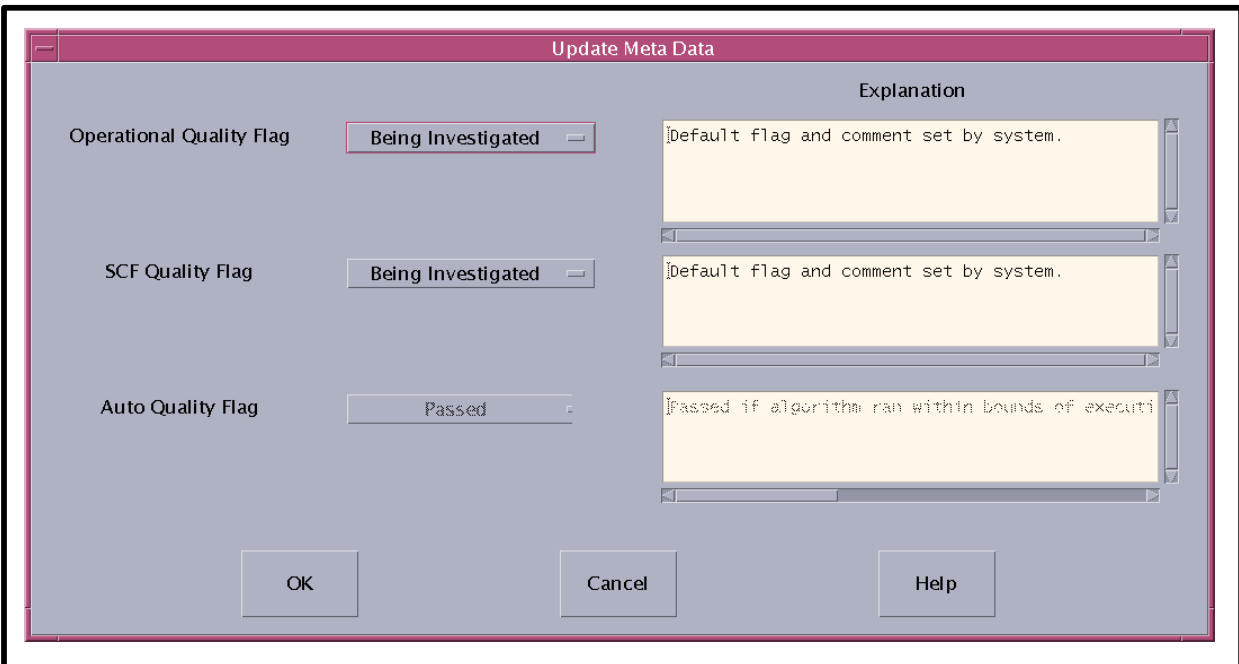 Update Meta Data
Explanation
Operational Quality Flag
Being Investigated
Default flag and comment set by system.
SCF Quality Flag
Being Investigated
Default flag and comment set by system.
Auto Quality Flag
Passed
Passed if algorithm ran within bounds of executi
OK
Cancel
Help